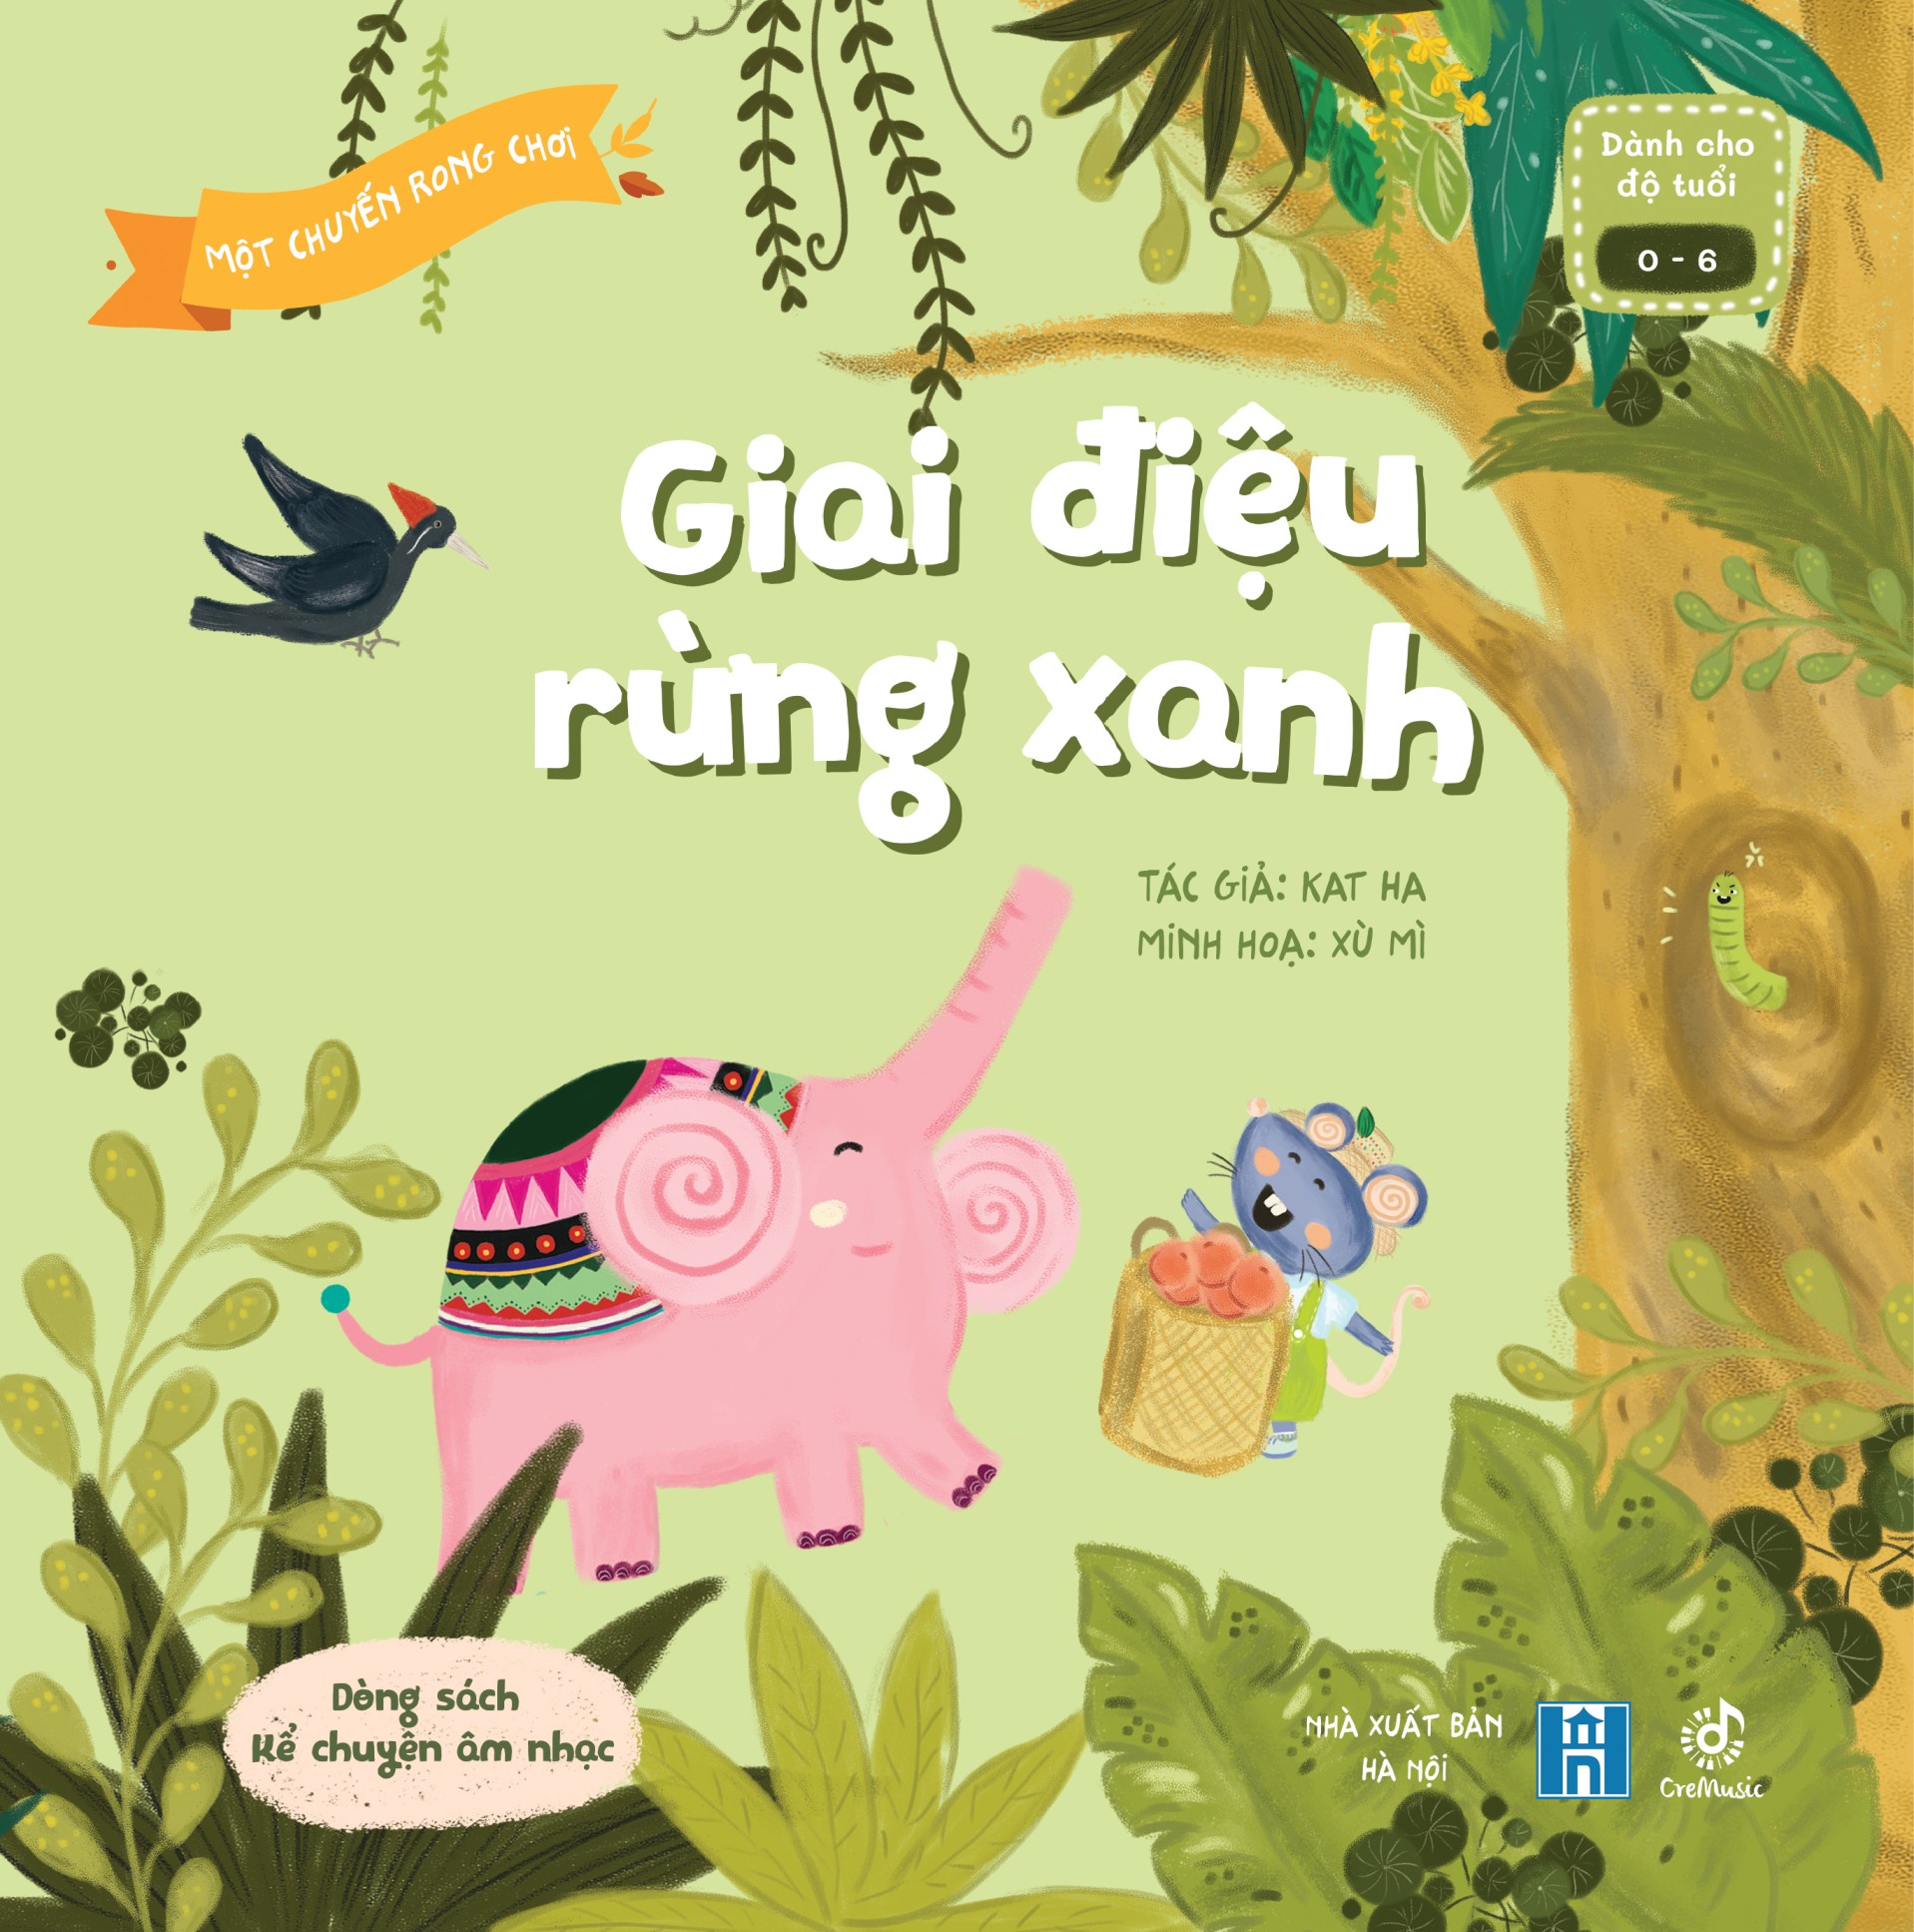 MỘT CHUYẾN RONG CHƠI
Dành cho
độ tuổi
0 - 6
Giai điệu
rừng xanh
TÁC GIẢ: KAT HA
MINH HOẠ: XÙ MÌ
Dòng sách
Kể chuyện âm nhạc
NHÀ XUẤT BẢN
HÀ NỘI
CreMusic